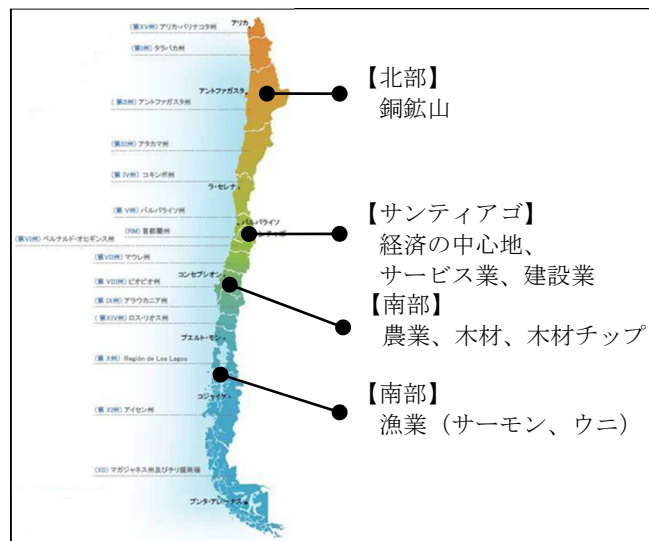 (第XV州) アリカ・パリナコタ州
アリカ
(第I州) タラパカ州
アントファガスタ
(第II州) アントファガスタ州
(第III州) アタカマ州
(第 IV州) コキンボ州
ラ・セレナ
(第 V州) バルパライソ州
バルパライソ
(RM) 首都圏州
(第VI州) ベルナルド・オヒギンス州
(第VII州) マウレ州
コンセプシオン
(第 VIII州) ビオビオ州
(第 IX州) アラウカニア州
(第XIV州) ロス・リオス州
プエルト・モン
(第 X州) Región de Los Lagos
コジャイケ
(第 XI州) アイセン州
(XII) マガジャネス州及びチリ領南極
プンタ・アレーナス
【北部】
銅鉱山
【サンティアゴ】
経済の中心地、
サービス業、建設業
【南部】
農業、木材、木材チップ
【南部】
漁業（サーモン、ウニ）